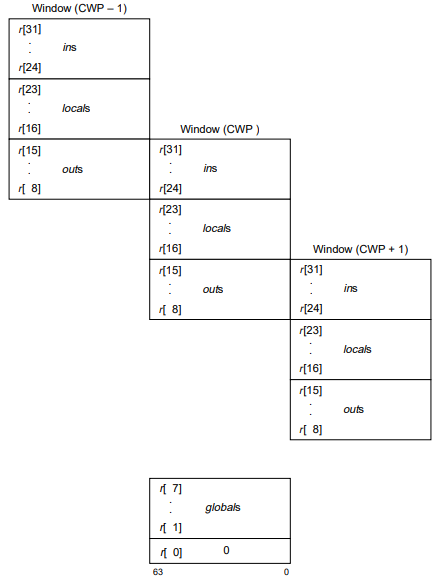 Window (CWP – 1)
r[31]
.
.
ins
r[24]
r[23]
.
.
locals
r[16]
r[15]
.
.
outs
r[ 8]
Window (CWP )
r[31]
.
.
ins
r[24]
r[23]
.
.
locals
r[16]
r[15]
.
.
outs
r[ 8]
Window (CWP + 1)
r[31]
.
.
ins
r[24]
r[23]
.
.
locals
r[16]
r[15]
.
.
outs
r[ 8]
r[ 7]
.
.
globals
r[ 1]
r[ 0] 0
63 0